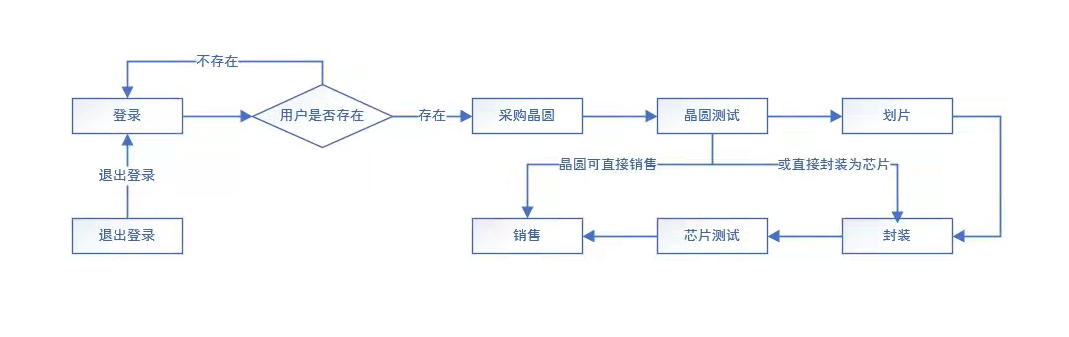 不存在
登录
用户是否存在
存在
采购晶圆
晶圆测试
划片
晶圆可直接销售
或直接封装为芯片
退出登录
退出登录
销售
芯片测试
封装